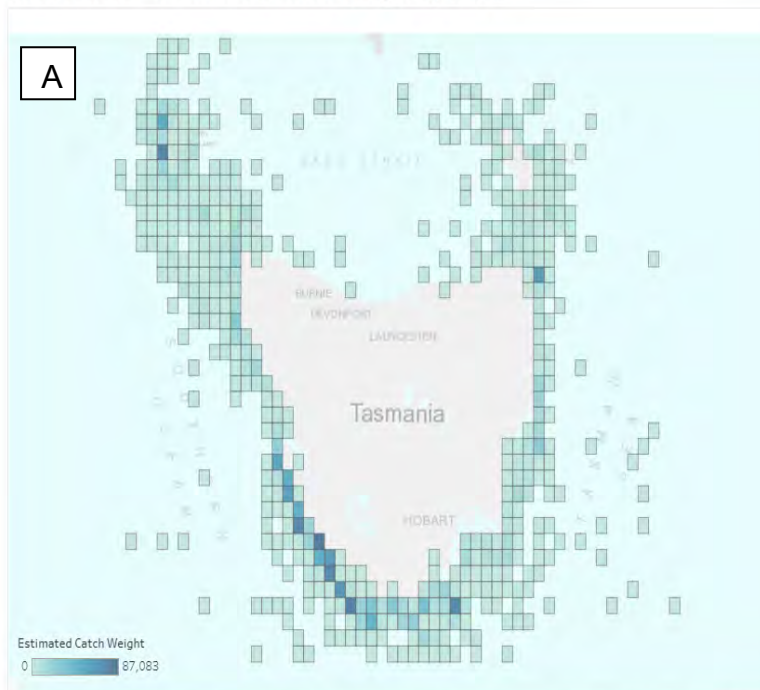 A
BASS STRAIT
BURNIE
DEVONPORT
LAUNCESTON
Tasmania
HOBART
Estimated Catch Weight
0
87,083